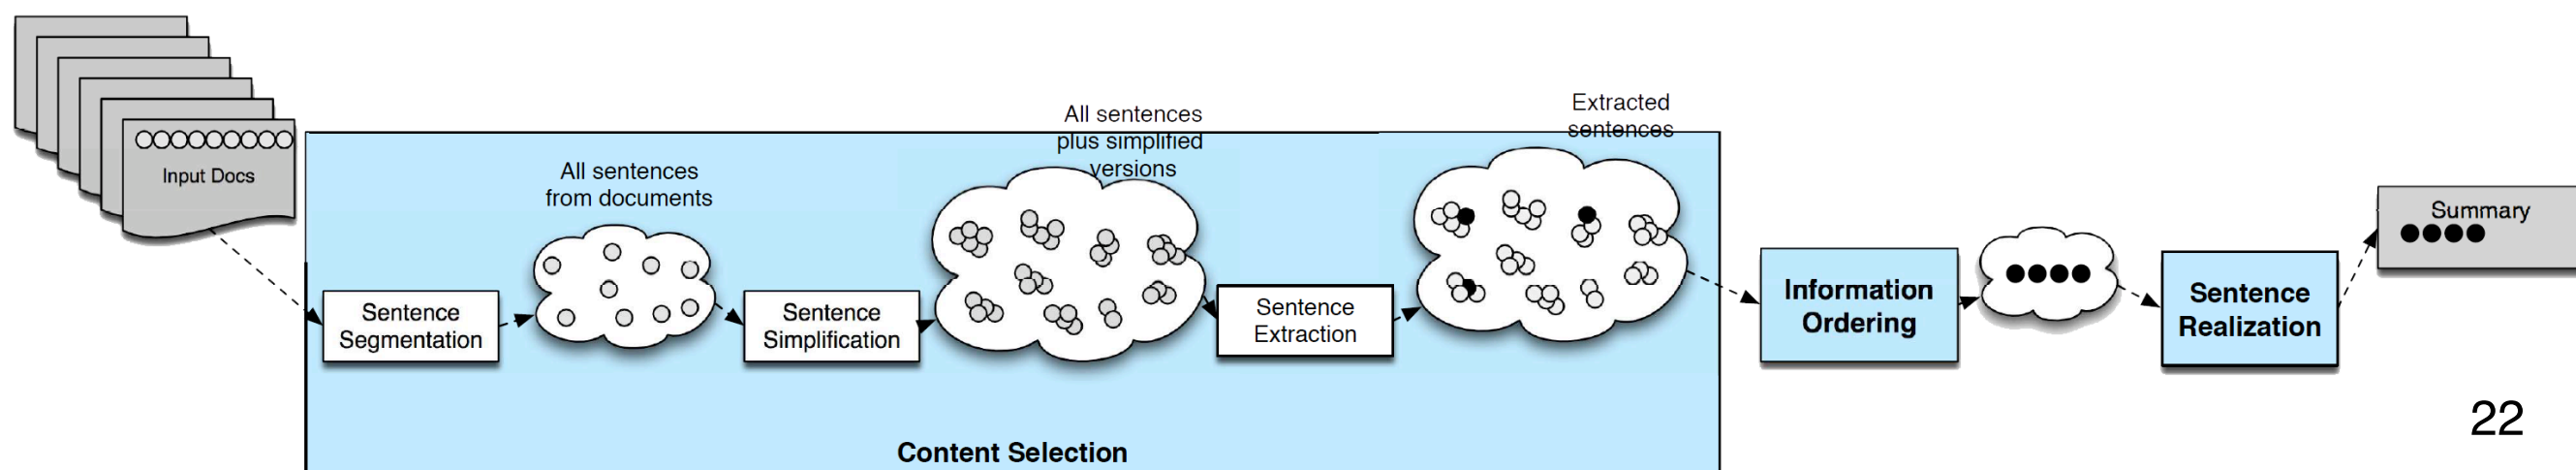 Input Docs
Sentence
Segmentation
All sentences
from documents
Sentence
Simplification
All sentences
plus simplified
versions
Sentence
Extraction
Extracted
sentences
Content Selection
Information
Ordering
Sentence
Realization
Summary
22